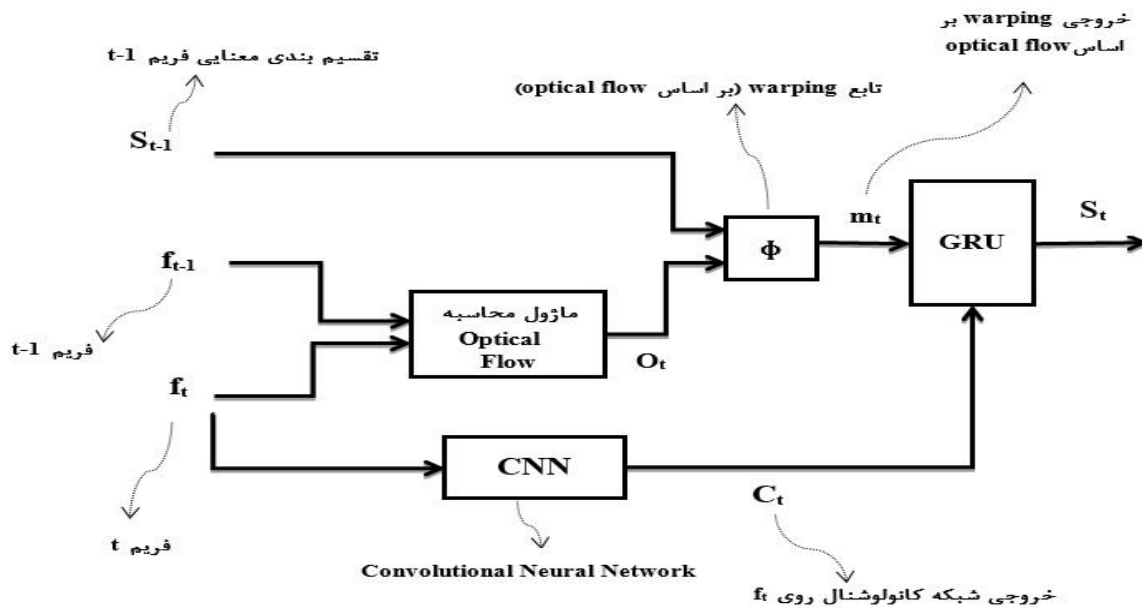 خروجی warping بر
اساس optical flow
تقسیم بندی معنایی فریم t-1
تابع warping (بر اساس optical flow)
St-1
mt
GRU
St
Φ
ft-1
ماژول محاسبه
Optical
Flow
Ot
فریم t-1
ft
CNN
Ct
فریم t
Convolutional Neural Network
خروجی شبکه کانولوشنال روی ft